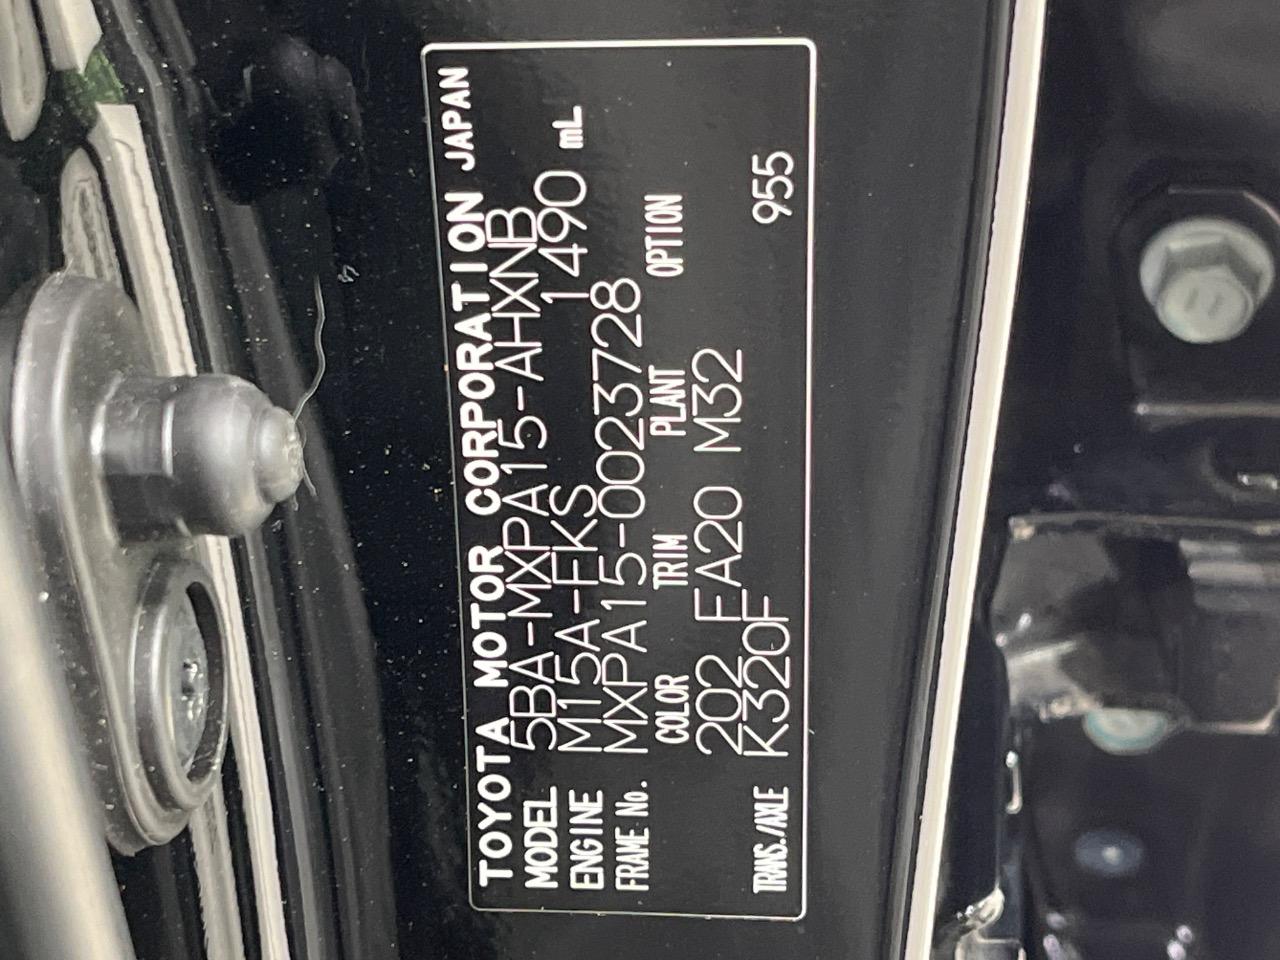 TOYOTA MOTOR CORPORATION JAPAN
MODEL 5BA-MXPA15-AHXNB
ENGINE M15A-FKS 1490 mL
FRAME No. MXPA15-0023728
COLOR TRIM PLANT OPTION
202 FA20 M32
TRANS./AXLE K320F 955